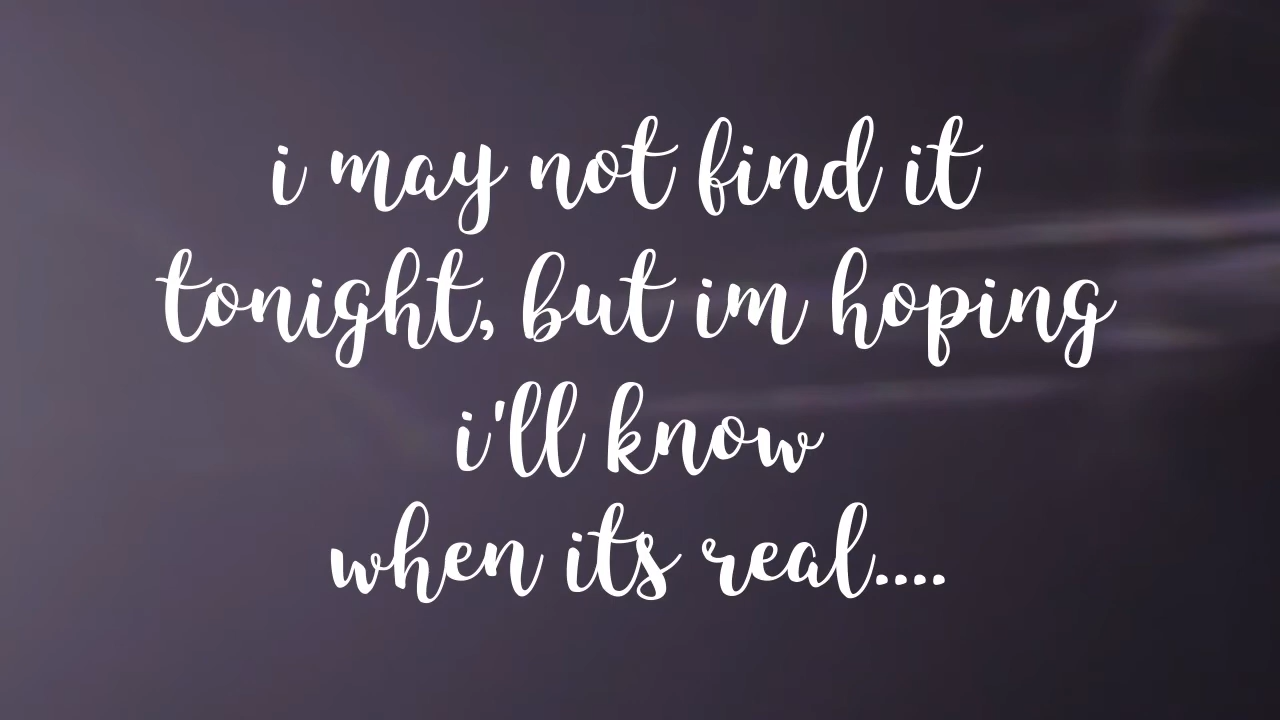 i may not find it
tonight, but im hoping
i'll know
when its real....